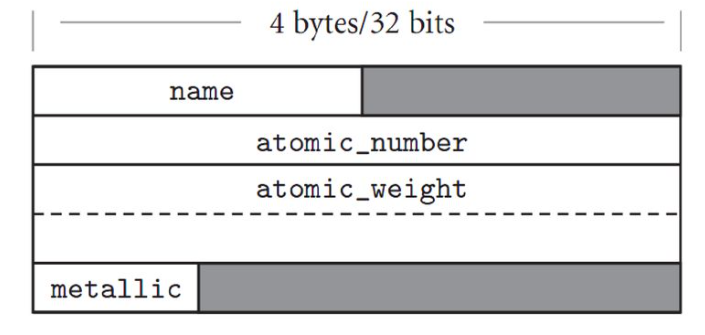 4 bytes/32 bits
name
atomic_number
atomic_weight
metallic